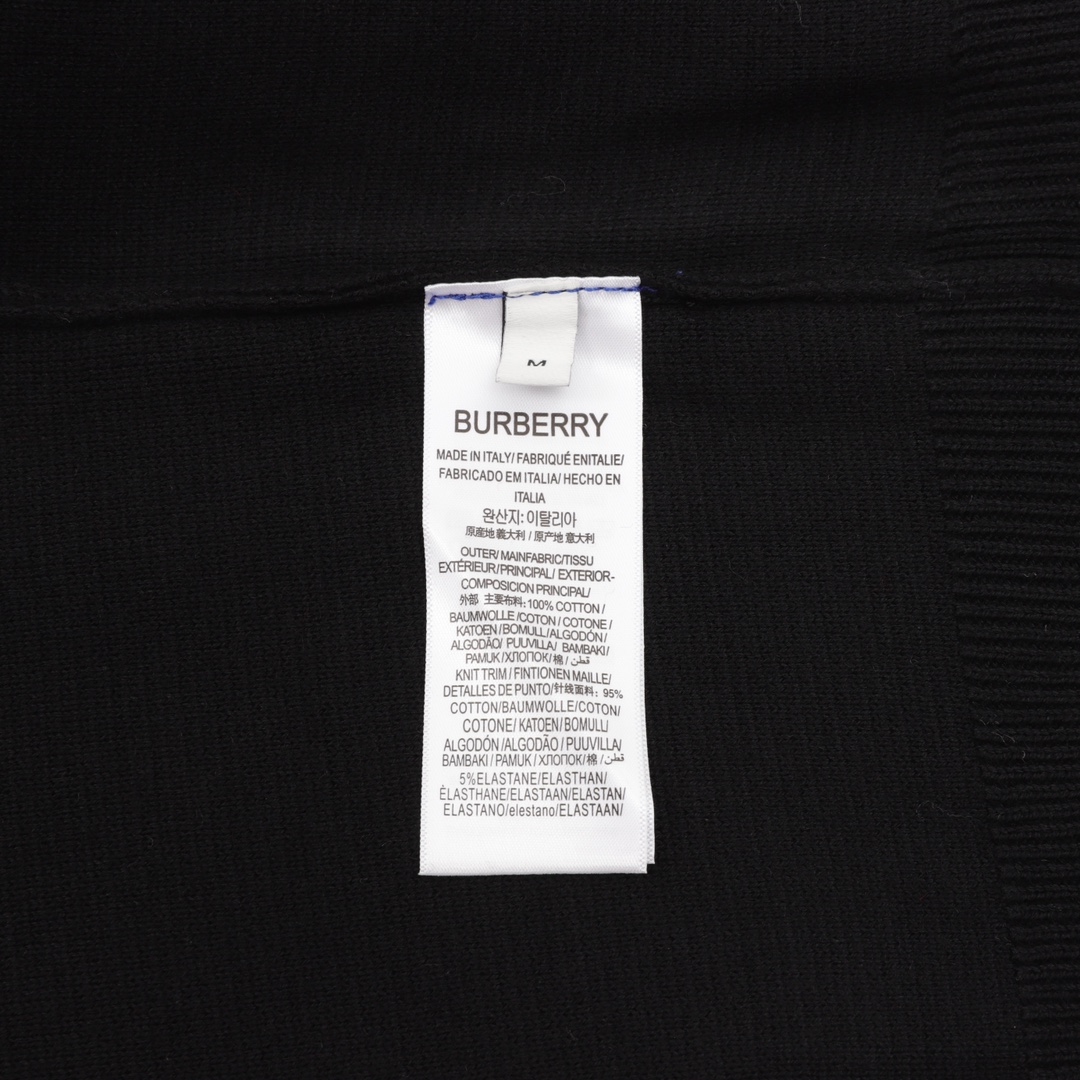 M
BURBERRY
MADE IN ITALY/ FABRIQUÉ ENITALIE/
FABRICADO EM ITALIA/ HECHO EN
ITALIA
완산지: 이탈리아
原産地義大利 / 原产地 意大利
OUTER/ MAINFABRIC/TISSU
EXTÉRIEUR/PRINCIPAL/ EXTERIOR-
COMPOSICION PRINCIPAL/
外部 主要布料: 100% COTTON /
BAUMWOLLE /COTON / COTONE /
KATOEN/ BOMULL/ ALGODÓN/
ALGODÃO/ PUUVILLA/ BAMBAKI/
PAMUK /ХЛОПОК/棉 / قطن
KNIT TRIM / FINTIONEN MAILLE/
DETALLES DE PUNTO/针线面料: 95%
COTTON/BAUMWOLLE/COTON/
COTONE/ KATOEN/ BOMULL/
ALGODÓN /ALGODÃO / PUUVILLA/
BAMBAKI / PAMUK /ХЛОПОК/棉 /قطن/
5%ELASTANE/ELASTHAN/
ÉLASTHANE/ELASTAAN/ELASTAN/
ELASTANO/elestano/ELASTAAN/